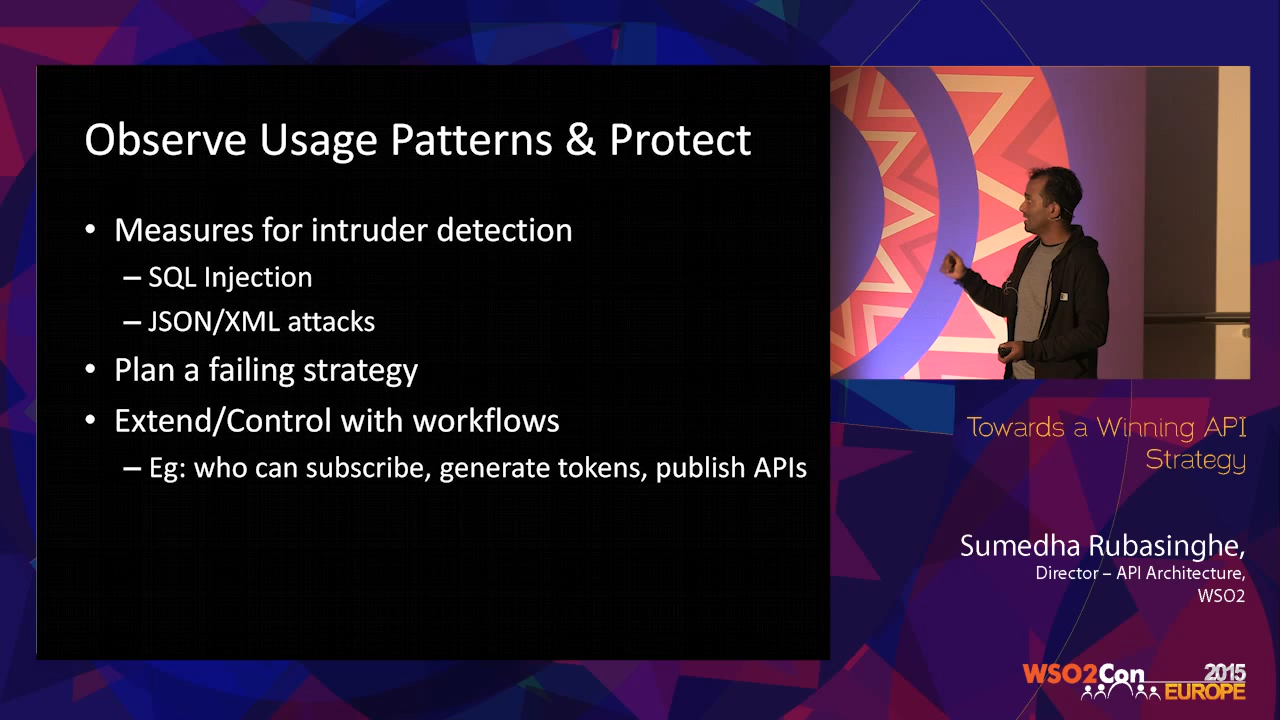 Observe Usage Patterns & Protect
• Measures for intruder detection
– SQL Injection
– JSON/XML attacks
• Plan a failing strategy
• Extend/Control with workflows
– Eg: who can subscribe, generate tokens, publish APIs
Towards a Winning API
Strategy
Sumedha Rubasinghe,
Director – API Architecture,
WSO2
WSO2Con 2015
EUROPE